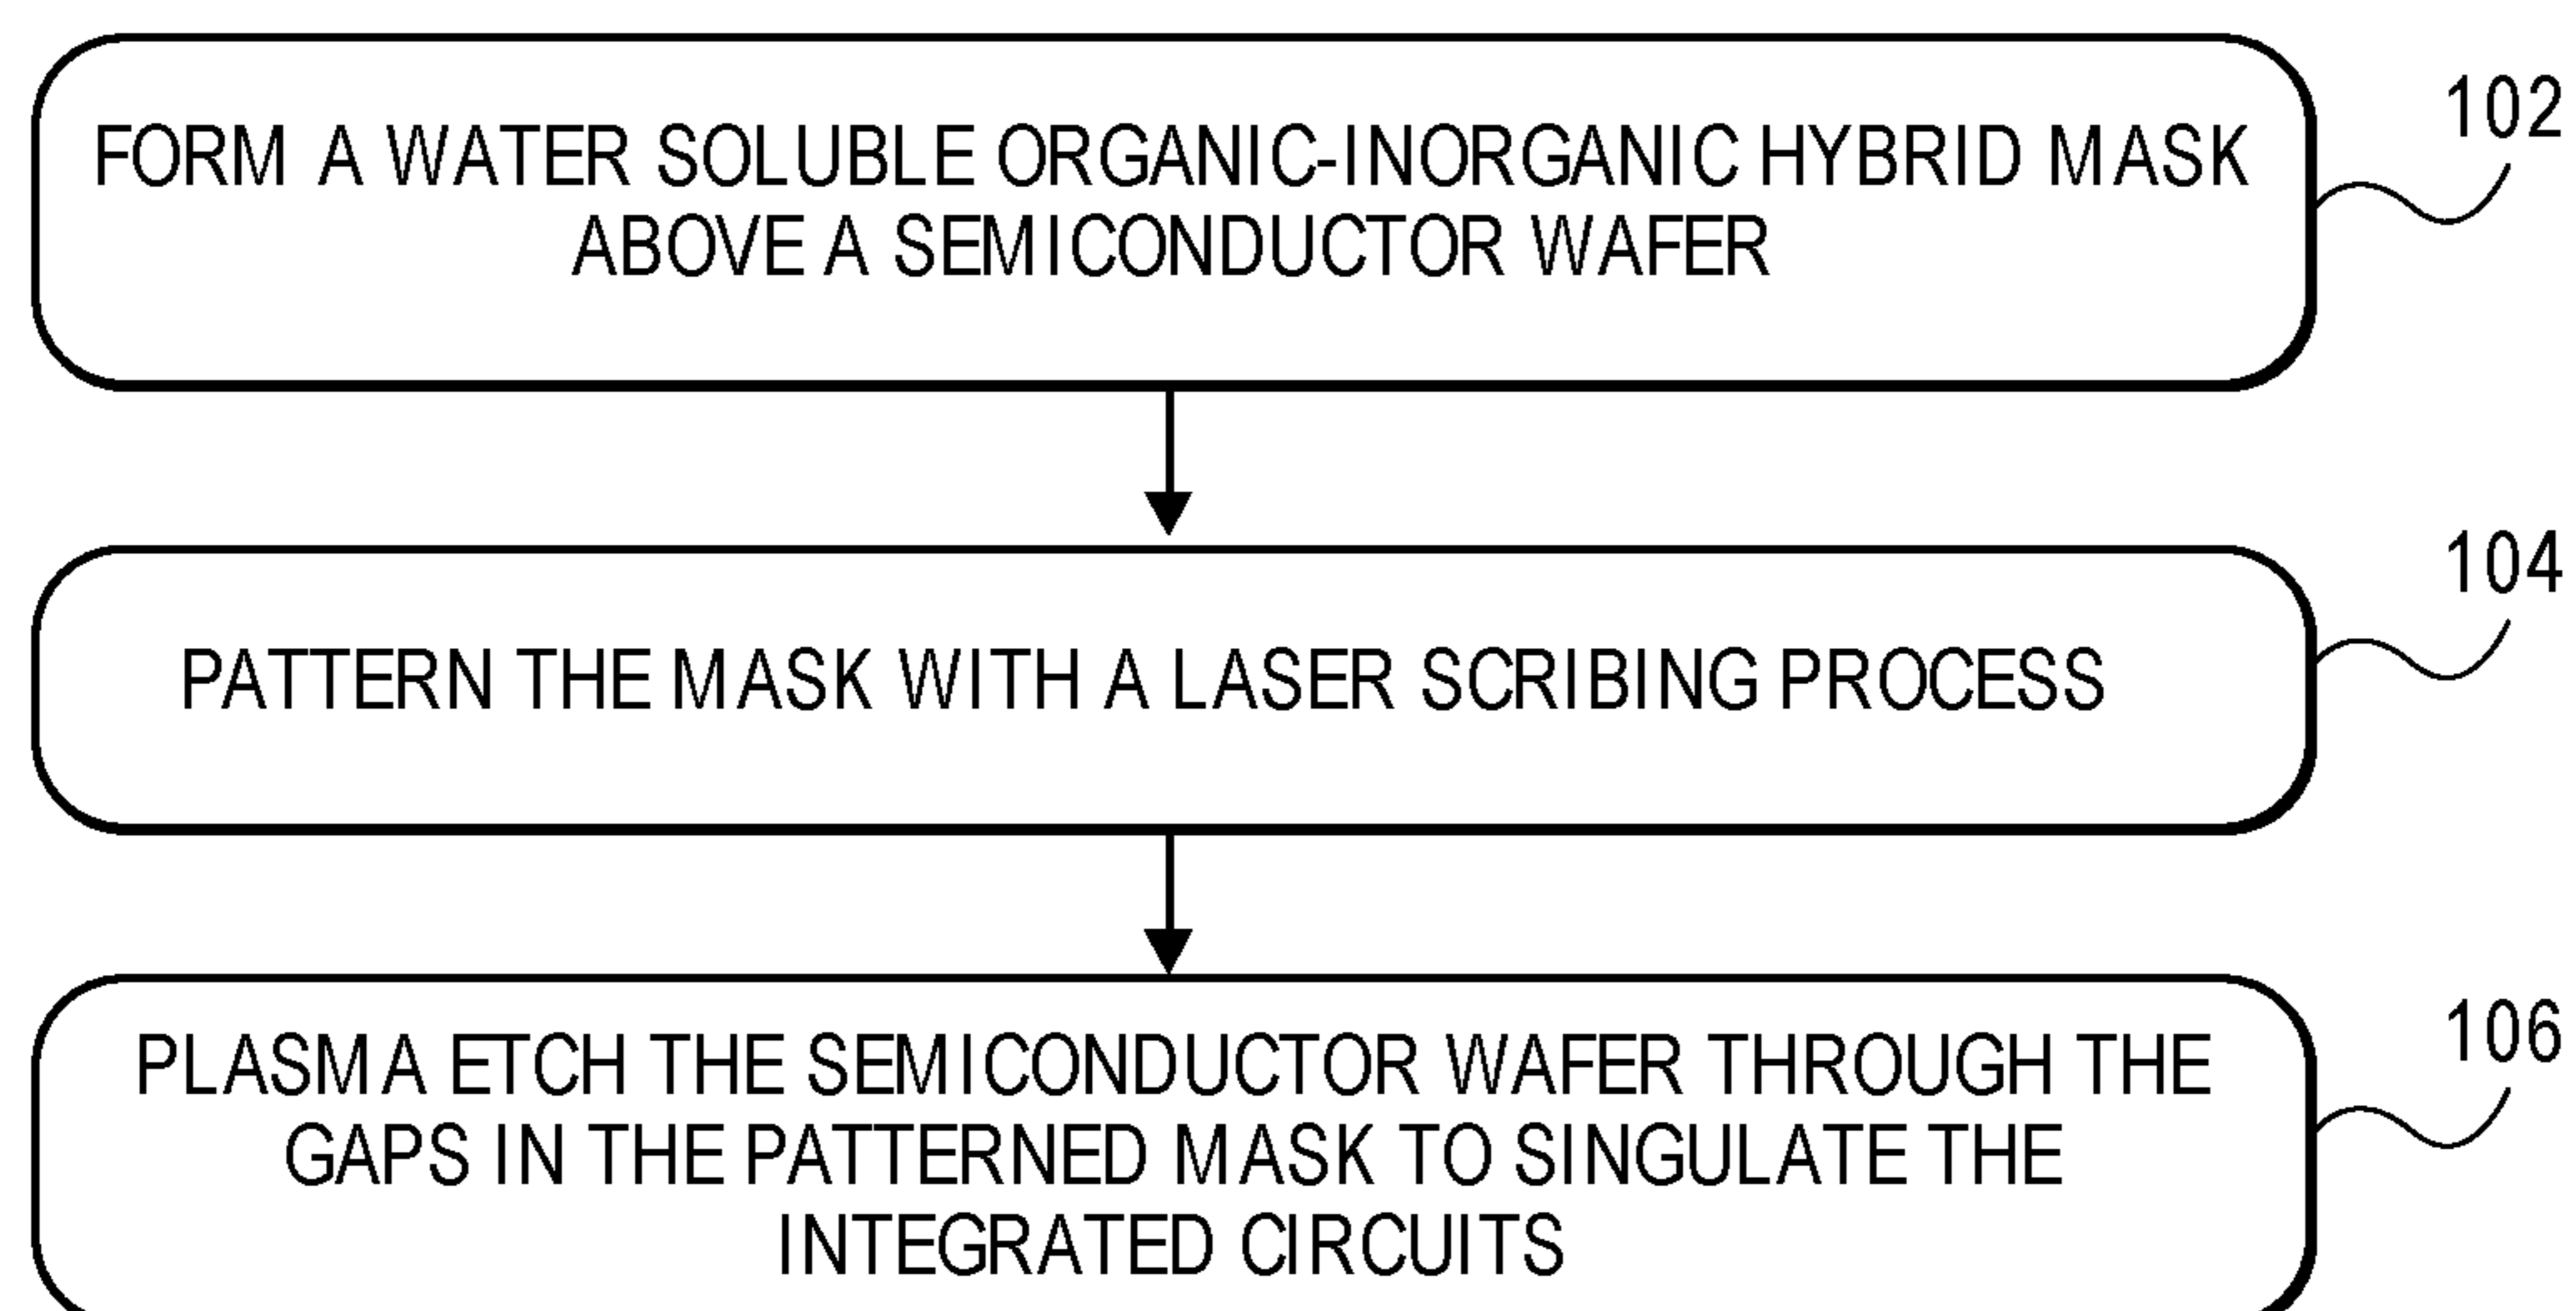 FORM A WATER SOLUBLE ORGANIC-INORGANIC HYBRID MASK
ABOVE A SEMICONDUCTOR WAFER
102
PATTERN THE MASK WITH A LASER SCRIBING PROCESS
104
PLASMA ETCH THE SEMICONDUCTOR WAFER THROUGH THE
GAPS IN THE PATTERNED MASK TO SINGULATE THE
INTEGRATED CIRCUITS
106